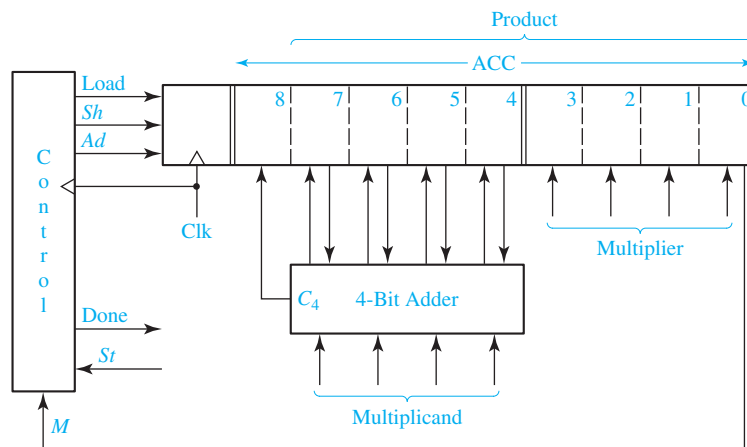 Product
ACC
Load
Sh
Ad
8 7 6 5 4 3 2 1 0
Control
Clk
Multiplier
C4
4-Bit Adder
Done
St
Multiplicand
M